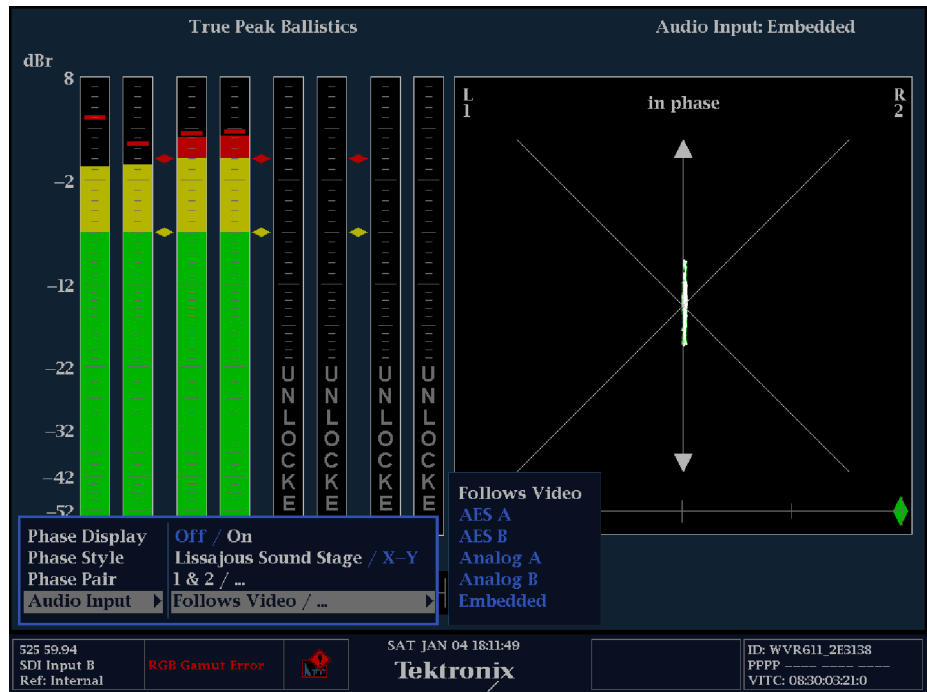 True Peak Ballistics
Audio Input: Embedded
dBr
8
−2
−12
−22
−32
−42
−52
UNLOCKE
UNLOCKE
UNLOCKE
UNLOCKE
L
1
in phase
R
2
Phase Display Off / On
Phase Style Lissajous Sound Stage / X−Y
Phase Pair 1 & 2 / ...
Audio Input Follows Video / ...
Follows Video
AES A
AES B
Analog A
Analog B
Embedded
525 59.94
SDI Input B
Ref: Internal
RGB Gamut Error
SAT JAN 04 18:11:49
Tektronix
ID: WVR611_2E3138
PPPP −−−− −−−− −−−−
VITC: 08:30:03:21:0